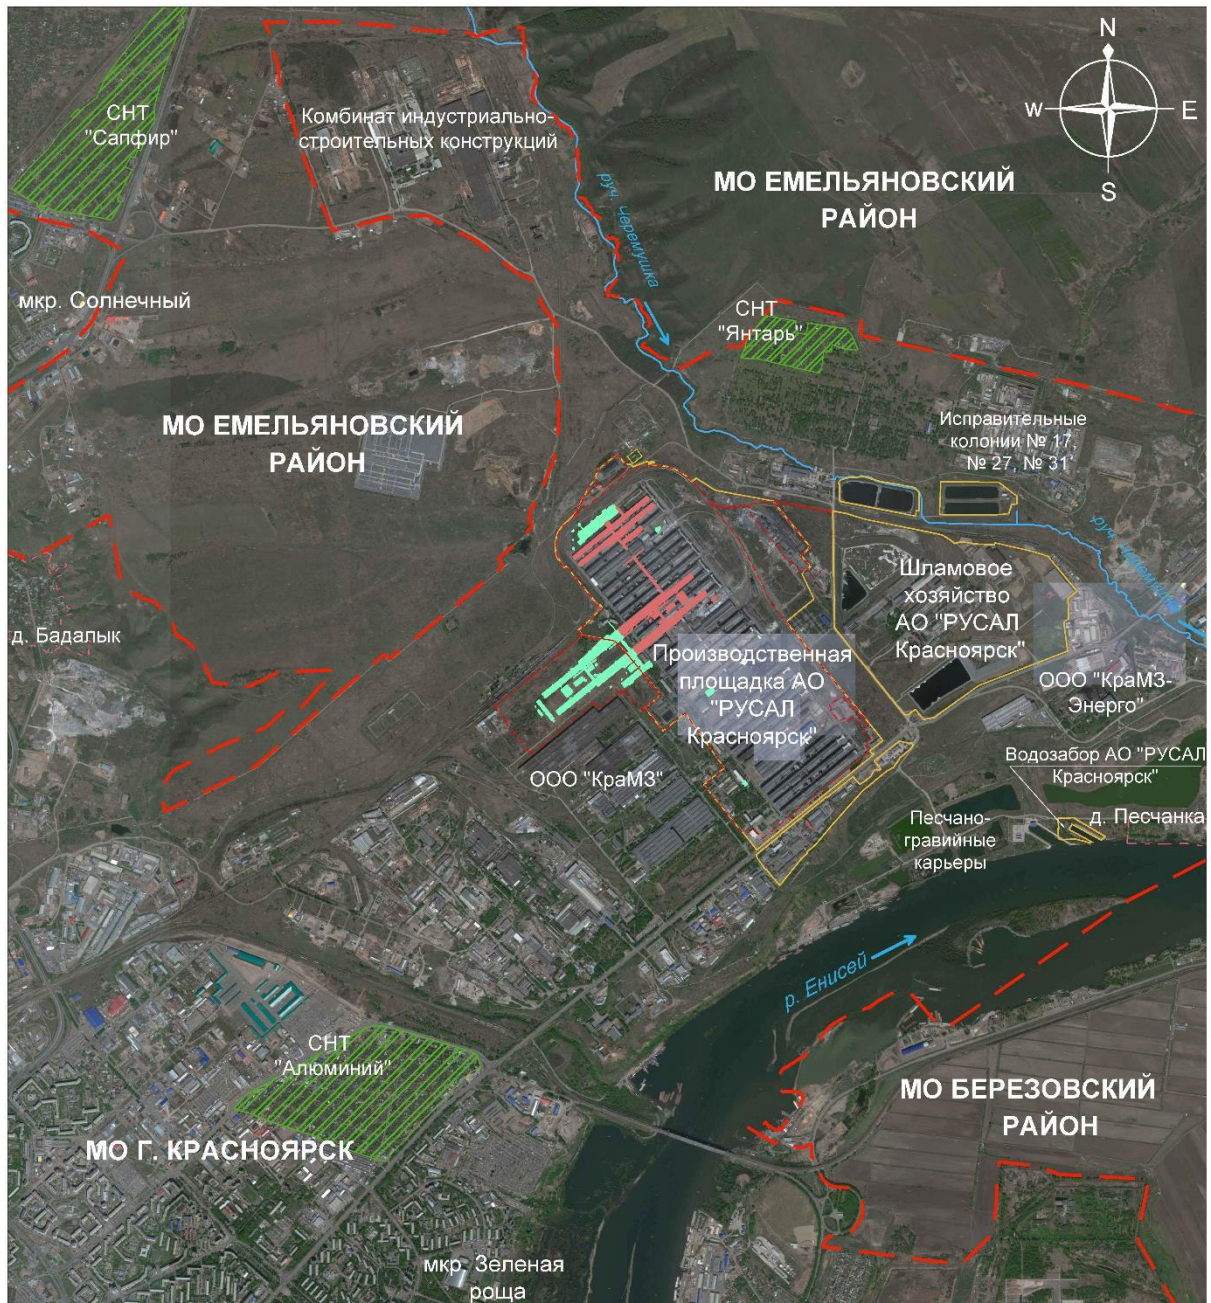 N
W
E
S
СНТ
"Сапфир"
Комбинат индустриально-
строительных конструкций
МО ЕМЕЛЬЯНОВСКИЙ
РАЙОН
руч. Черемушка
мкр. Солнечный
СНТ
"Янтарь"
МО ЕМЕЛЬЯНОВСКИЙ
РАЙОН
Исправительные
колонии № 17,
№ 27, № 31
руч. Черемушка
Шламовое
хозяйство
АО "РУСАЛ
Красноярск"
д. Бадалык
Производственная
площадка АО
"РУСАЛ
Красноярск"
ООО "КраМЗ-
Энерго"
ООО "КраМЗ"
Водозабор АО "РУСАЛ
Красноярск"
Песчано-
гравийные
карьеры
д. Песчанка
р. Енисей
СНТ
"Алюминий"
МО БЕРЕЗОВСКИЙ
РАЙОН
МО Г. КРАСНОЯРСК
мкр. Зеленая
роща